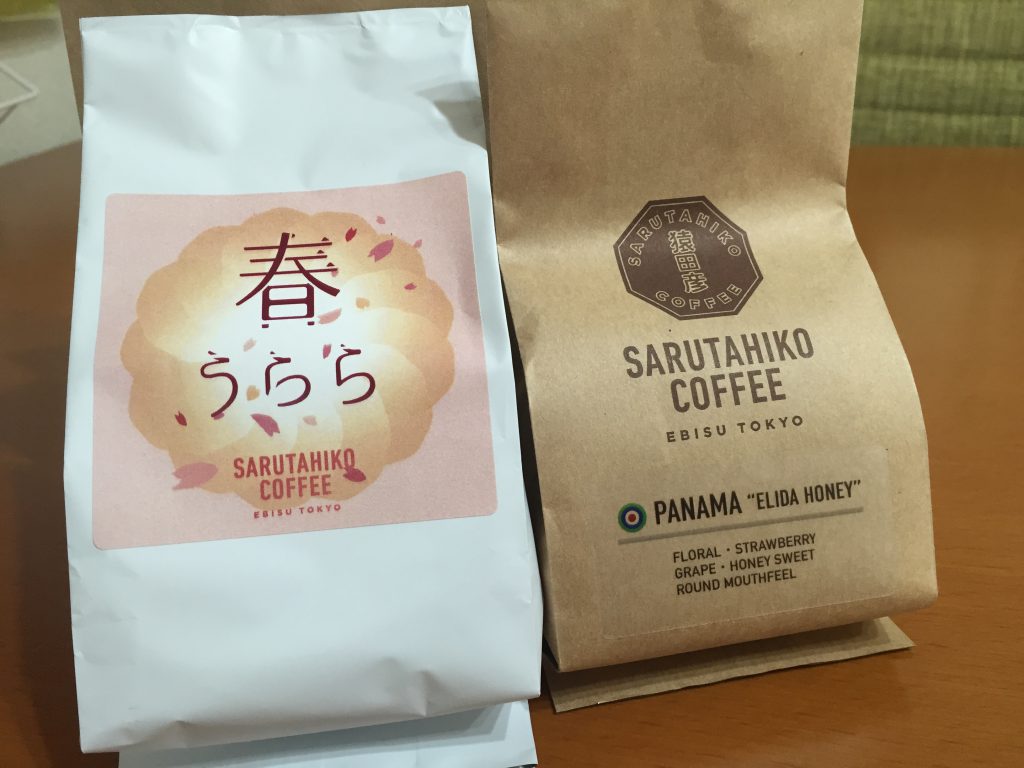 春
うらら
SARUTAHIKO
COFFEE
EBISU TOKYO
SARUTAHIKO
猿田彦
COFFEE
SARUTAHIKO
COFFEE
EBISU TOKYO
PANAMA "ELIDA HONEY"
FLORAL・STRAWBERRY
GRAPE・HONEY SWEET
ROUND MOUTHFEEL